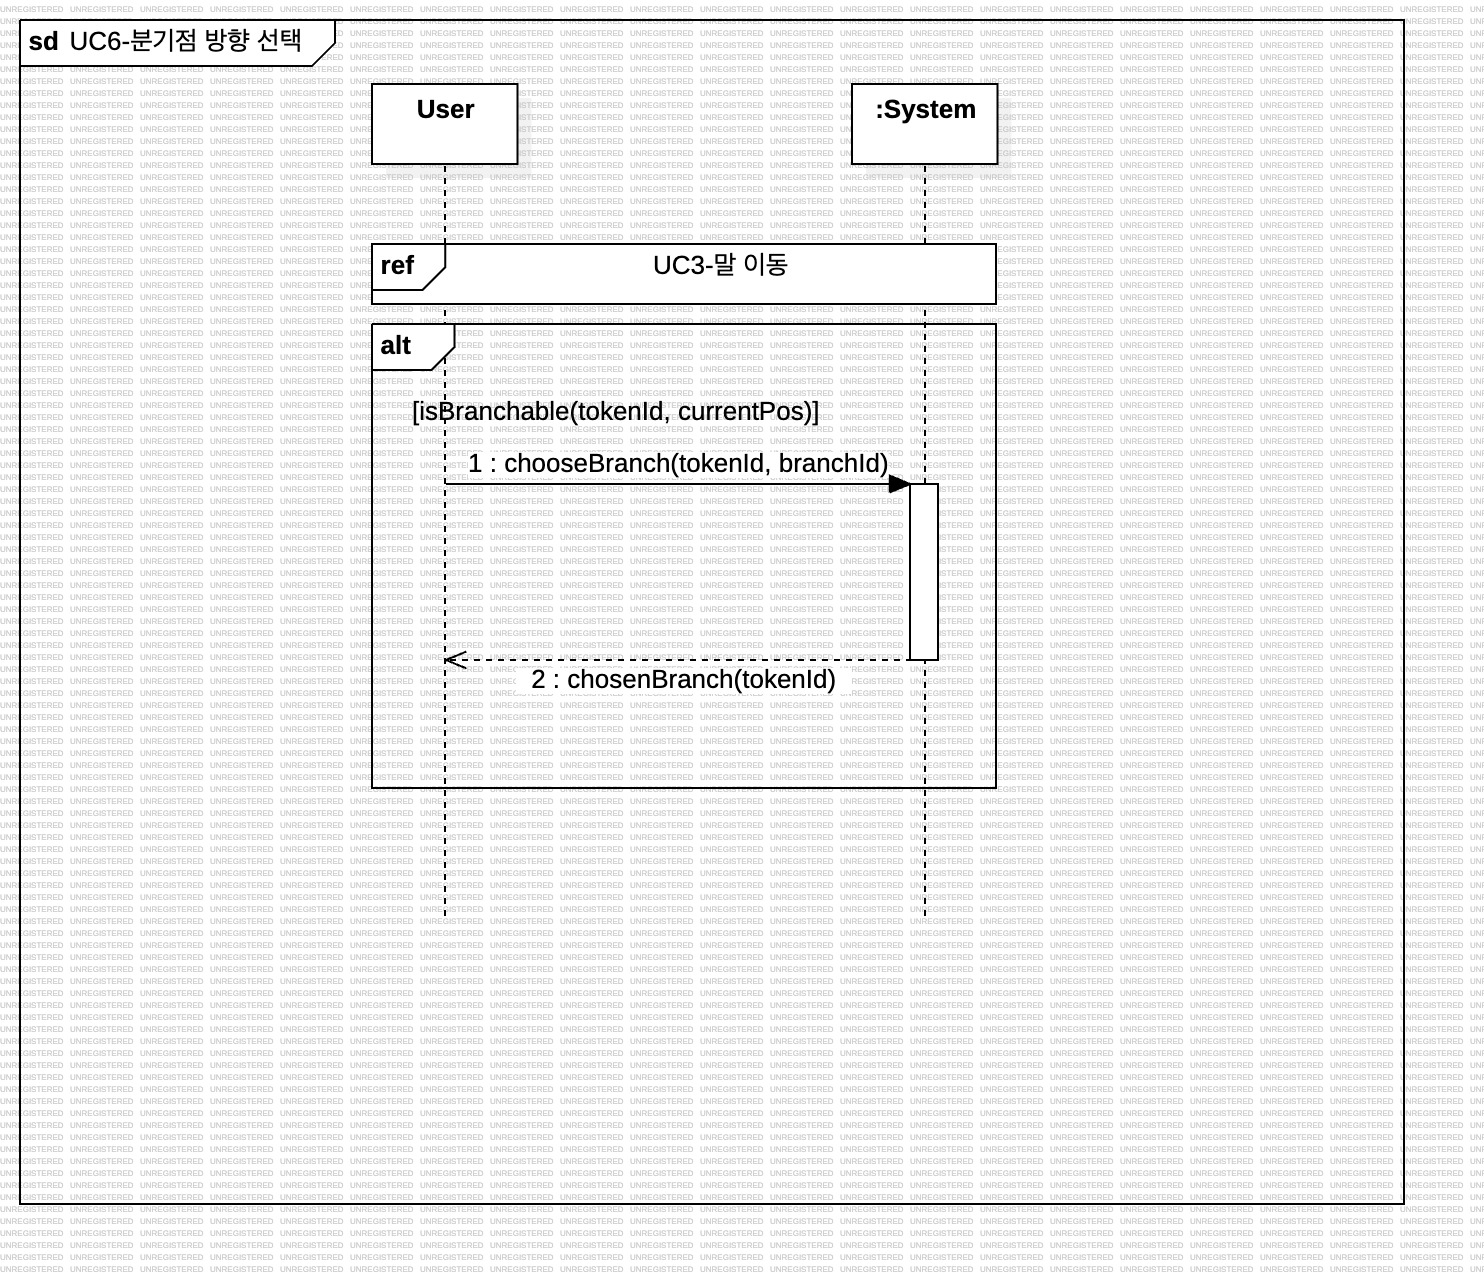 sd UC6-분기점 방향 선택
User
:System
ref
UC3-말 이동
alt
[isBranchable(tokenId, currentPos)]
1 : chooseBranch(tokenId, branchId)
2 : chosenBranch(tokenId)
UNREGISTERED